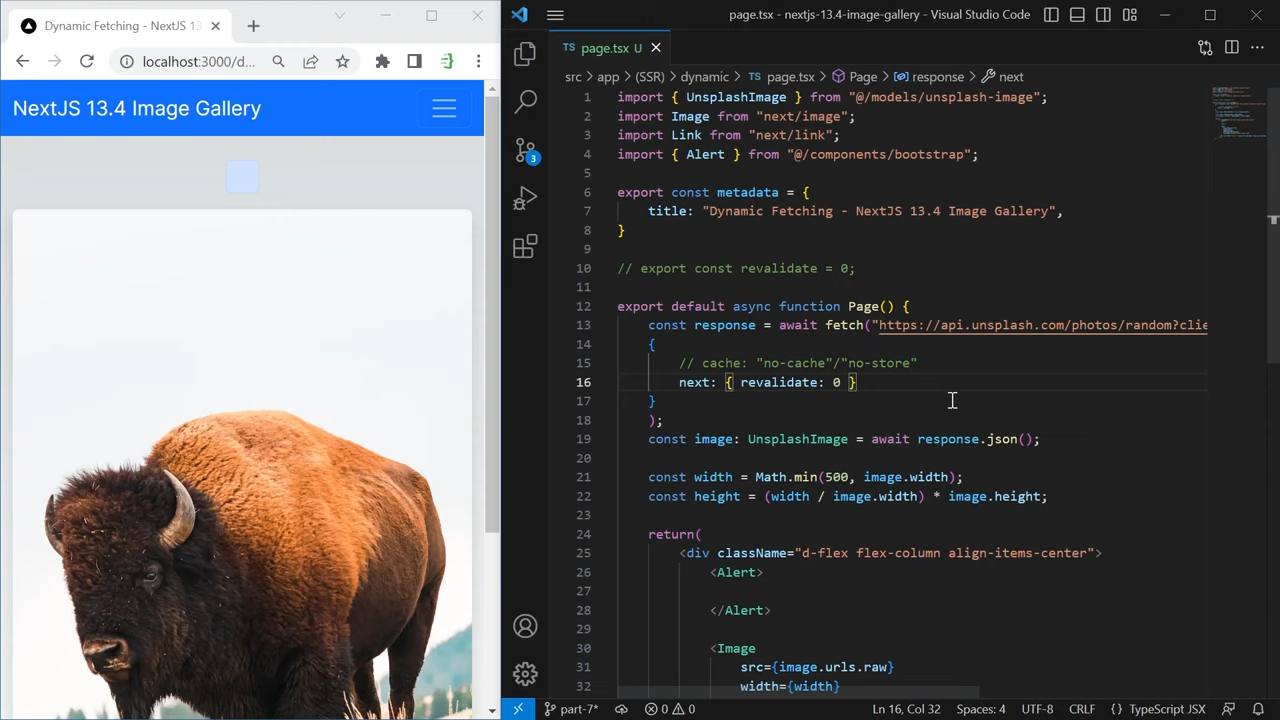 Dynamic Fetching - NextJS 13
localhost:3000/d...
NextJS 13.4 Image Gallery
page.tsx - nextjs-13.4-image-gallery - Visual Studio Code
TS page.tsx U
src > app > (SSR) > dynamic > TS page.tsx > Page > response > next
1 import { UnsplashImage } from "@/models/unsplash-image";
2 import Image from "next/image";
3 import Link from "next/link";
4 import { Alert } from "@/components/bootstrap";
5
6 export const metadata = {
7 title: "Dynamic Fetching - NextJS 13.4 Image Gallery",
8 }
9
10 // export const revalidate = 0;
11
12 export default async function Page() {
13 const response = await fetch("https://api.unsplash.com/photos/random?clie
14 {
15 // cache: "no-cache"/"no-store"
16 next: { revalidate: 0 }
17 }
18 );
19 const image: UnsplashImage = await response.json();
20
21 const width = Math.min(500, image.width);
22 const height = (width / image.width) * image.height;
23
24 return(
25 <div className="d-flex flex-column align-items-center">
26 <Alert>
27
28 </Alert>
29
30 <Image
31 src={image.urls.raw}
32 width={width}
3
part-7*
0 0
Ln 16, Col 32
Spaces: 4
UTF-8
CRLF
{} TypeScript JSX